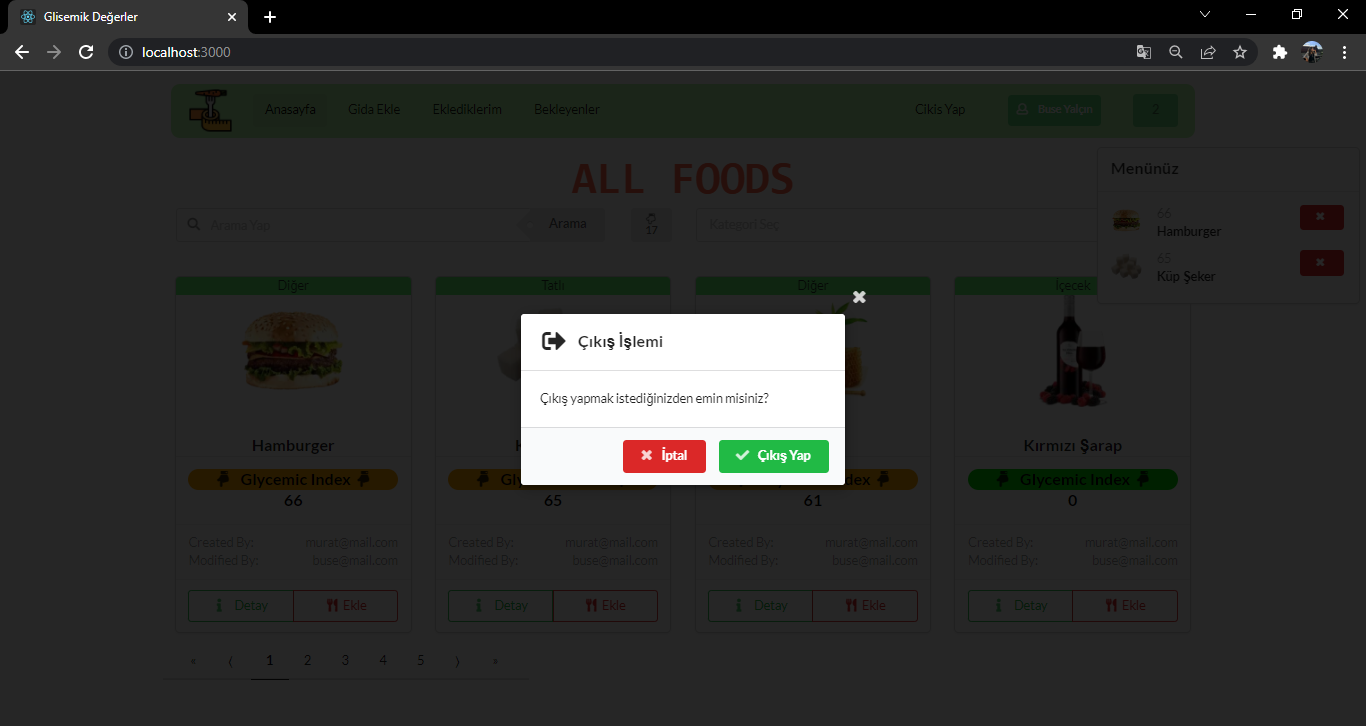 Glisemik Değerler
localhost:3000
Anasayfa Gida Ekle Eklediklerim Bekleyenler Cikis Yap Buse Yalçın 2
ALL FOODS
Menünüz
Arama Yap Arama 17 Kategori Seç
66
Hamburger
65
Küp Şeker
Diğer Tatlı Diğer İçecek
Çıkış İşlemi
Çıkış yapmak istediğinizden emin misiniz?
İptal Çıkış Yap
Hamburger Kırmızı Şarap
Glycemic Index Glycemic Index
66 65 61 0
Created By: murat@mail.com Created By: murat@mail.com Created By: murat@mail.com Created By: murat@mail.com
Modified By: buse@mail.com Modified By: buse@mail.com Modified By: buse@mail.com Modified By: buse@mail.com
Detay Ekle Detay Ekle Detay Ekle Detay Ekle
« ⟨ 1 2 3 4 5 ⟩ »